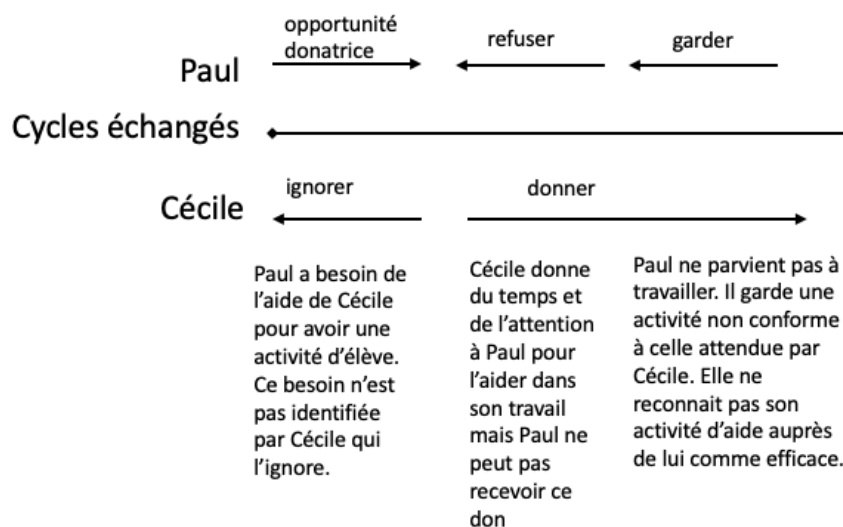 opportunité
donatrice
refuser
garder
Paul
Cycles échangés
ignorer
donner
Cécile
Paul a besoin de
l'aide de Cécile
pour avoir une
activité d'élève.
Ce besoin n'est
pas identifiée
par Cécile qui
l'ignore.
Cécile donne
du temps et
de l'attention
à Paul pour
l'aider dans
son travail
mais Paul ne
peut pas
recevoir ce
don
Paul ne parvient pas à
travailler. Il garde une
activité non conforme
à celle attendue par
Cécile. Elle ne
reconnait pas son
activité d'aide auprès
de lui comme efficace.